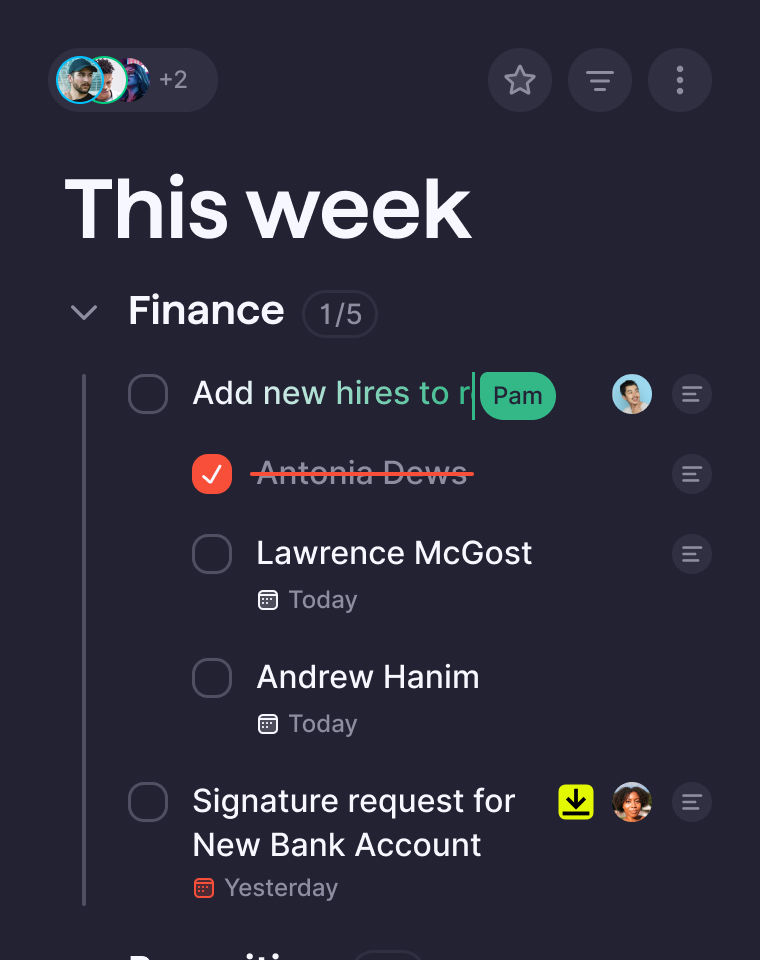 +2
This week
Finance 1/5
Add new hires to r Pam
Antonia Dews
Lawrence McGost
Today
Andrew Hanim
Today
Signature request for
New Bank Account
Yesterday